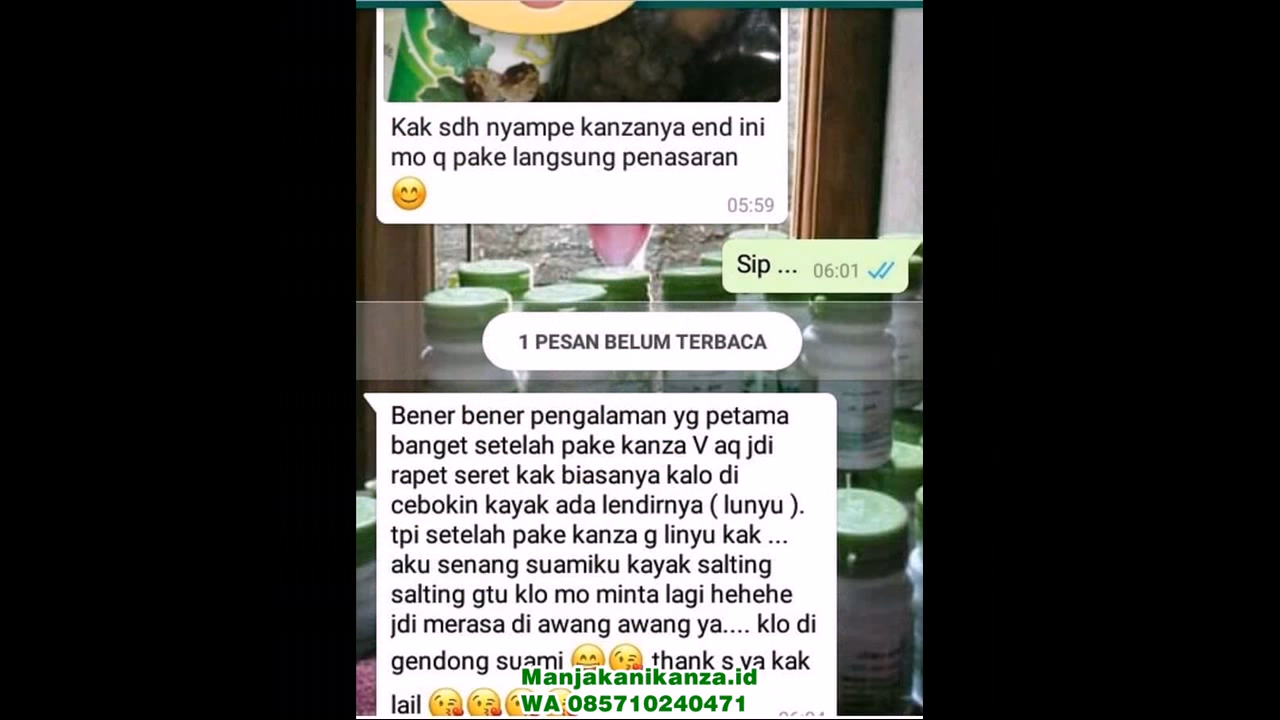 Kak sdh nyampe kanzanya end ini
mo q pake langsung penasaran
😊
05:59
Sip ... 06:01
1 PESAN BELUM TERBACA
Bener bener pengalaman yg petama
banget setelah pake kanza V aq jdi
rapet seret kak biasanya kalo di
cebokin kayak ada lendirnya ( lunyu ).
tpi setelah pake kanza g linyu kak ...
aku senang suamiku kayak salting
salting gtu klo mo minta lagi hehehe
jdi merasa di awang awang ya.... klo di
gendong suami 🤗😘 thank s ya kak
lail 😘😘😘😘
Manjakanikanza.id
WA 085710240471